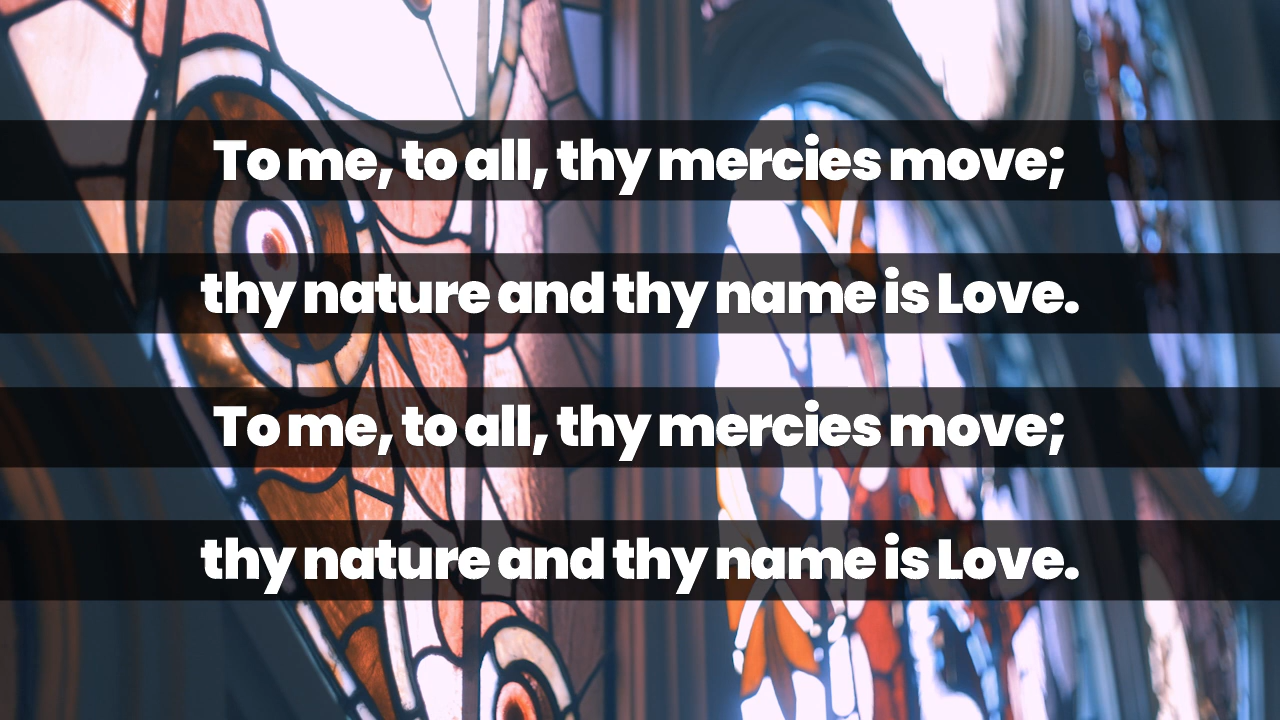 To me, to all, thy mercies move;
thy nature and thy name is Love.
To me, to all, thy mercies move;
thy nature and thy name is Love.